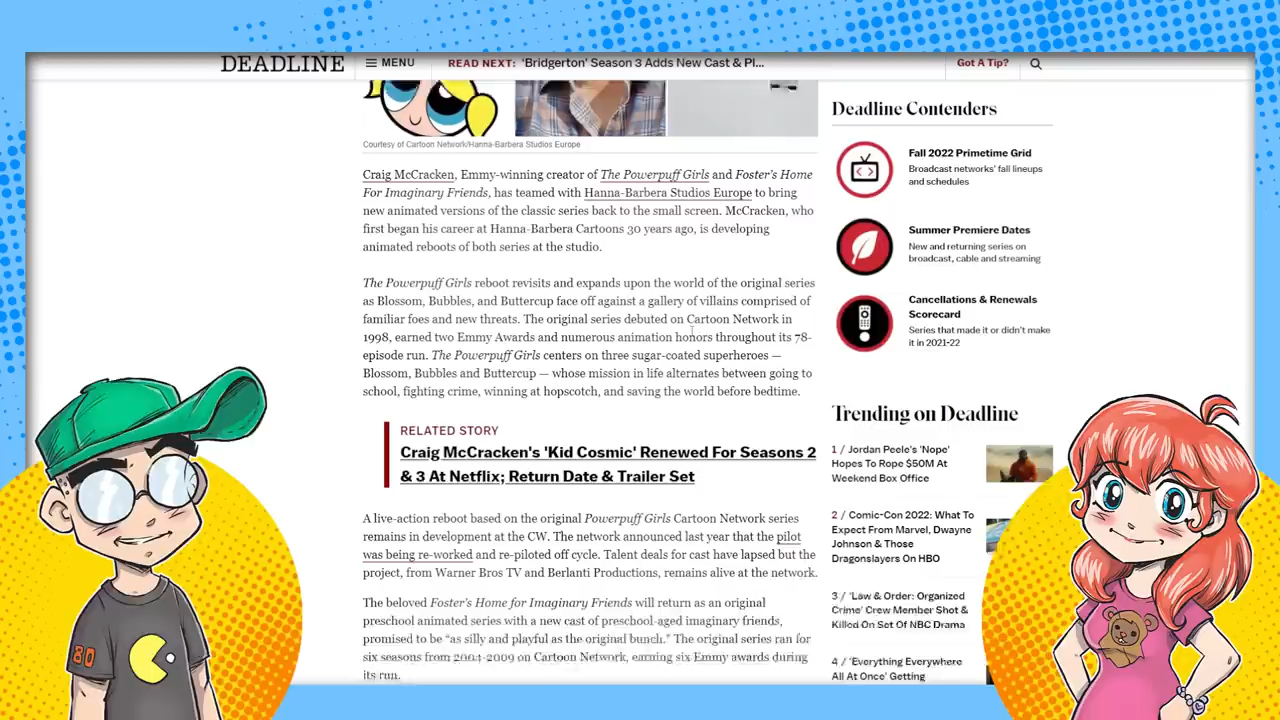 DEADLINE
MENU
READ NEXT: 'Bridgerton' Season 3 Adds New Cast & Pl...
Got A Tip?
Courtesy of Cartoon Network/Hanna-Barbera Studios Europe
Craig McCracken, Emmy-winning creator of The Powerpuff Girls and Foster's Home
For Imaginary Friends, has teamed with Hanna-Barbera Studios Europe to bring
new animated versions of the classic series back to the small screen. McCracken, who
first began his career at Hanna-Barbera Cartoons 30 years ago, is developing
animated reboots of both series at the studio.
The Powerpuff Girls reboot revisits and expands upon the world of the original series
as Blossom, Bubbles, and Buttercup face off against a gallery of villains comprised of
familiar foes and new threats. The original series debuted on Cartoon Network in
1998, earned two Emmy Awards and numerous animation honors throughout its 78-
episode run. The Powerpuff Girls centers on three sugar-coated superheroes —
Blossom, Bubbles and Buttercup — whose mission in life alternates between going to
school, fighting crime, winning at hopscotch, and saving the world before bedtime.
RELATED STORY
Craig McCracken's 'Kid Cosmic' Renewed For Seasons 2
& 3 At Netflix; Return Date & Trailer Set
A live-action reboot based on the original Powerpuff Girls Cartoon Network series
remains in development at the CW. The network announced last year that the pilot
was being re-worked and re-piloted off cycle. Talent deals for cast have lapsed but the
project, from Warner Bros TV and Berlanti Productions, remains alive at the network.
The beloved Foster's Home for Imaginary Friends will return as an original
preschool animated series with a new cast of preschool-aged imaginary friends,
promised to be "as silly and playful as the original bunch." The original series ran for
six seasons from 2004-2009 on Cartoon Network, earning six Emmy awards during
its run.
Deadline Contenders
Fall 2022 Primetime Grid
Broadcast networks' fall lineups
and schedules
Summer Premiere Dates
New and returning series on
broadcast, cable and streaming
Cancellations & Renewals
Scorecard
Series that made it or didn't make
it in 2021-22
Trending on Deadline
1 / Jordan Peele's 'Nope'
Hopes To Rope $50M At
Weekend Box Office
2 / Comic-Con 2022: What To
Expect From Marvel, Dwayne
Johnson & Those
Dragonslayers On HBO
3 / 'Law & Order: Organized
Crime' Crew Member Shot &
Killed On Set Of NBC Drama
4 / 'Everything Everywhere
All At Once' Getting
80